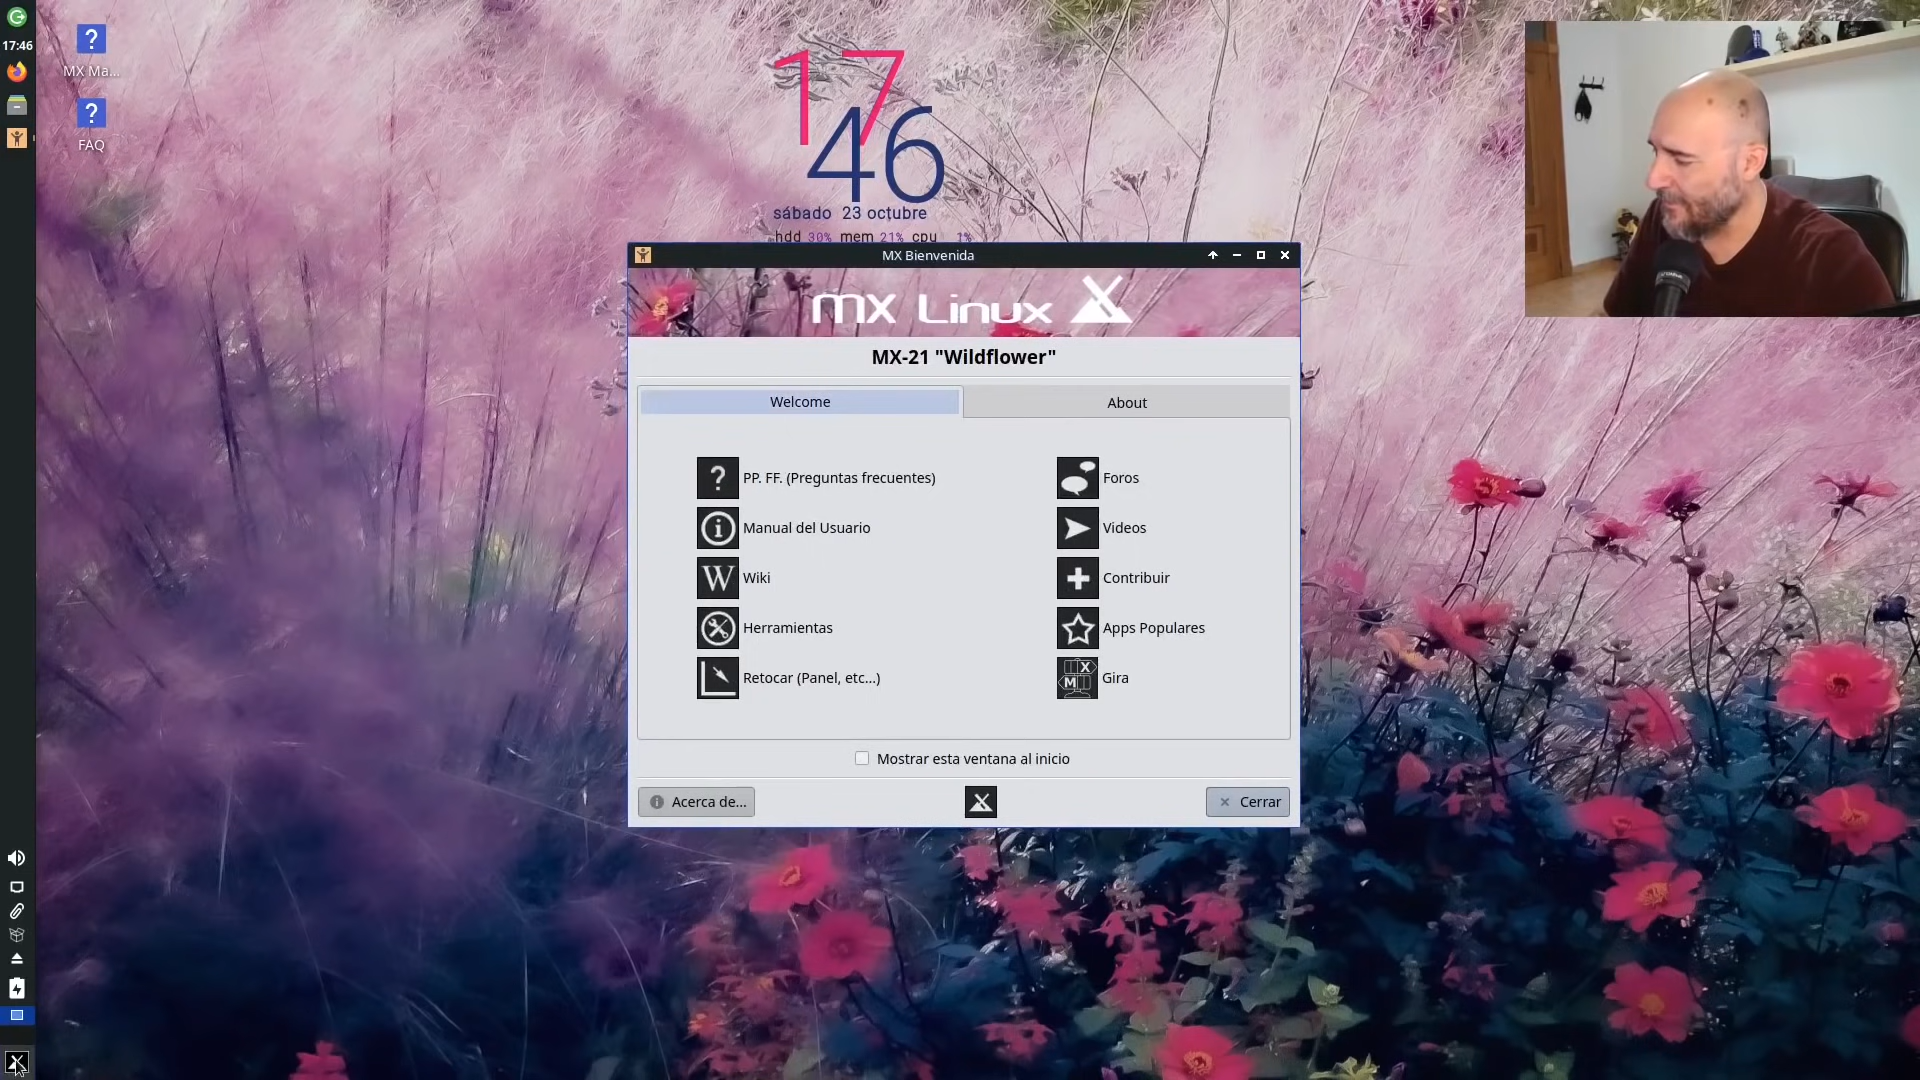 17:46
MX Ma...
FAQ
17
46
sábado 23 octubre
hdd 30% mem 21% cpu 1%
MX Bienvenida
MX Linux
MX-21 "Wildflower"
Welcome
About
PP. FF. (Preguntas frecuentes)
Foros
Manual del Usuario
Videos
Wiki
Contribuir
Herramientas
Apps Populares
Retocar (Panel, etc...)
Gira
Mostrar esta ventana al inicio
Acerca de...
Cerrar